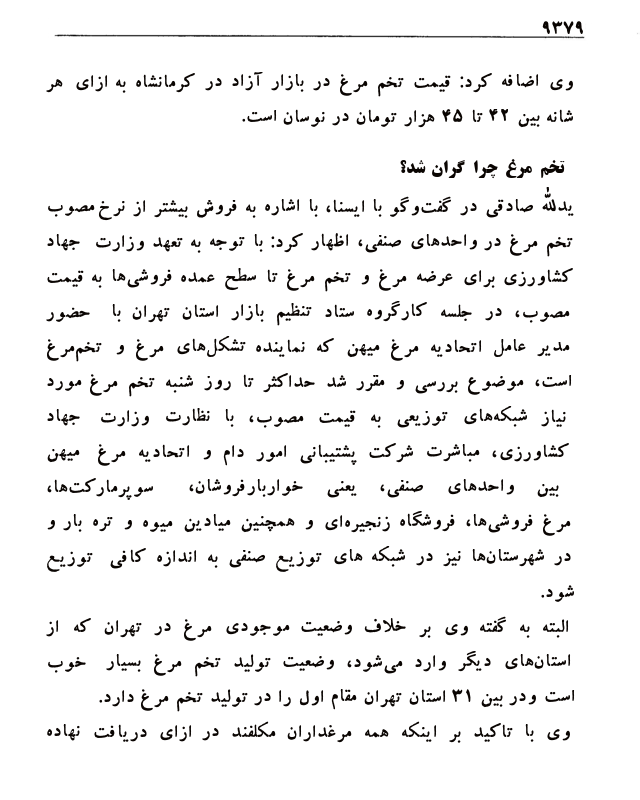 ۹۳۷۹
وی اضافه کرد: قیمت تخم مرغ در بازار آزاد در کرمانشاه به ازای هر
شانه بین ۴۲ تا ۴۵ هزار تومان در نوسان است.
تخم مرغ چرا گران شد؟
یدالله صادقی در گفت‌وگو با ایسنا، با اشاره به فروش بیشتر از نرخ مصوب
تخم مرغ در واحدهای صنفی، اظهار کرد: با توجه به تعهد وزارت جهاد
کشاورزی برای عرضه مرغ و تخم مرغ تا سطح عمده فروشی‌ها به قیمت
مصوب، در جلسه کارگروه ستاد تنظیم بازار استان تهران با حضور
مدیر عامل اتحادیه مرغ میهن که نماینده تشکل‌های مرغ و تخم‌مرغ
است، موضوع بررسی و مقرر شد حداکثر تا روز شنبه تخم مرغ مورد
نیاز شبکه‌های توزیعی به قیمت مصوب، با نظارت وزارت جهاد
کشاورزی، مباشرت شرکت پشتیبانی امور دام و اتحادیه مرغ میهن
بین واحدهای صنفی، یعنی خواربارفروشان، سوپرمارکت‌ها،
مرغ فروشی‌ها، فروشگاه زنجیره‌ای و همچنین میادین میوه و تره بار و
در شهرستان‌ها نیز در شبکه های توزیع صنفی به اندازه کافی توزیع
شود.
البته به گفته وی بر خلاف وضعیت موجودی مرغ در تهران که از
استان‌های دیگر وارد می‌شود، وضعیت تولید تخم مرغ بسیار خوب
است ودر بین ۳۱ استان تهران مقام اول را در تولید تخم مرغ دارد.
وی با تاکید بر اینکه همه مرغداران مکلفند در ازای دریافت نهاده